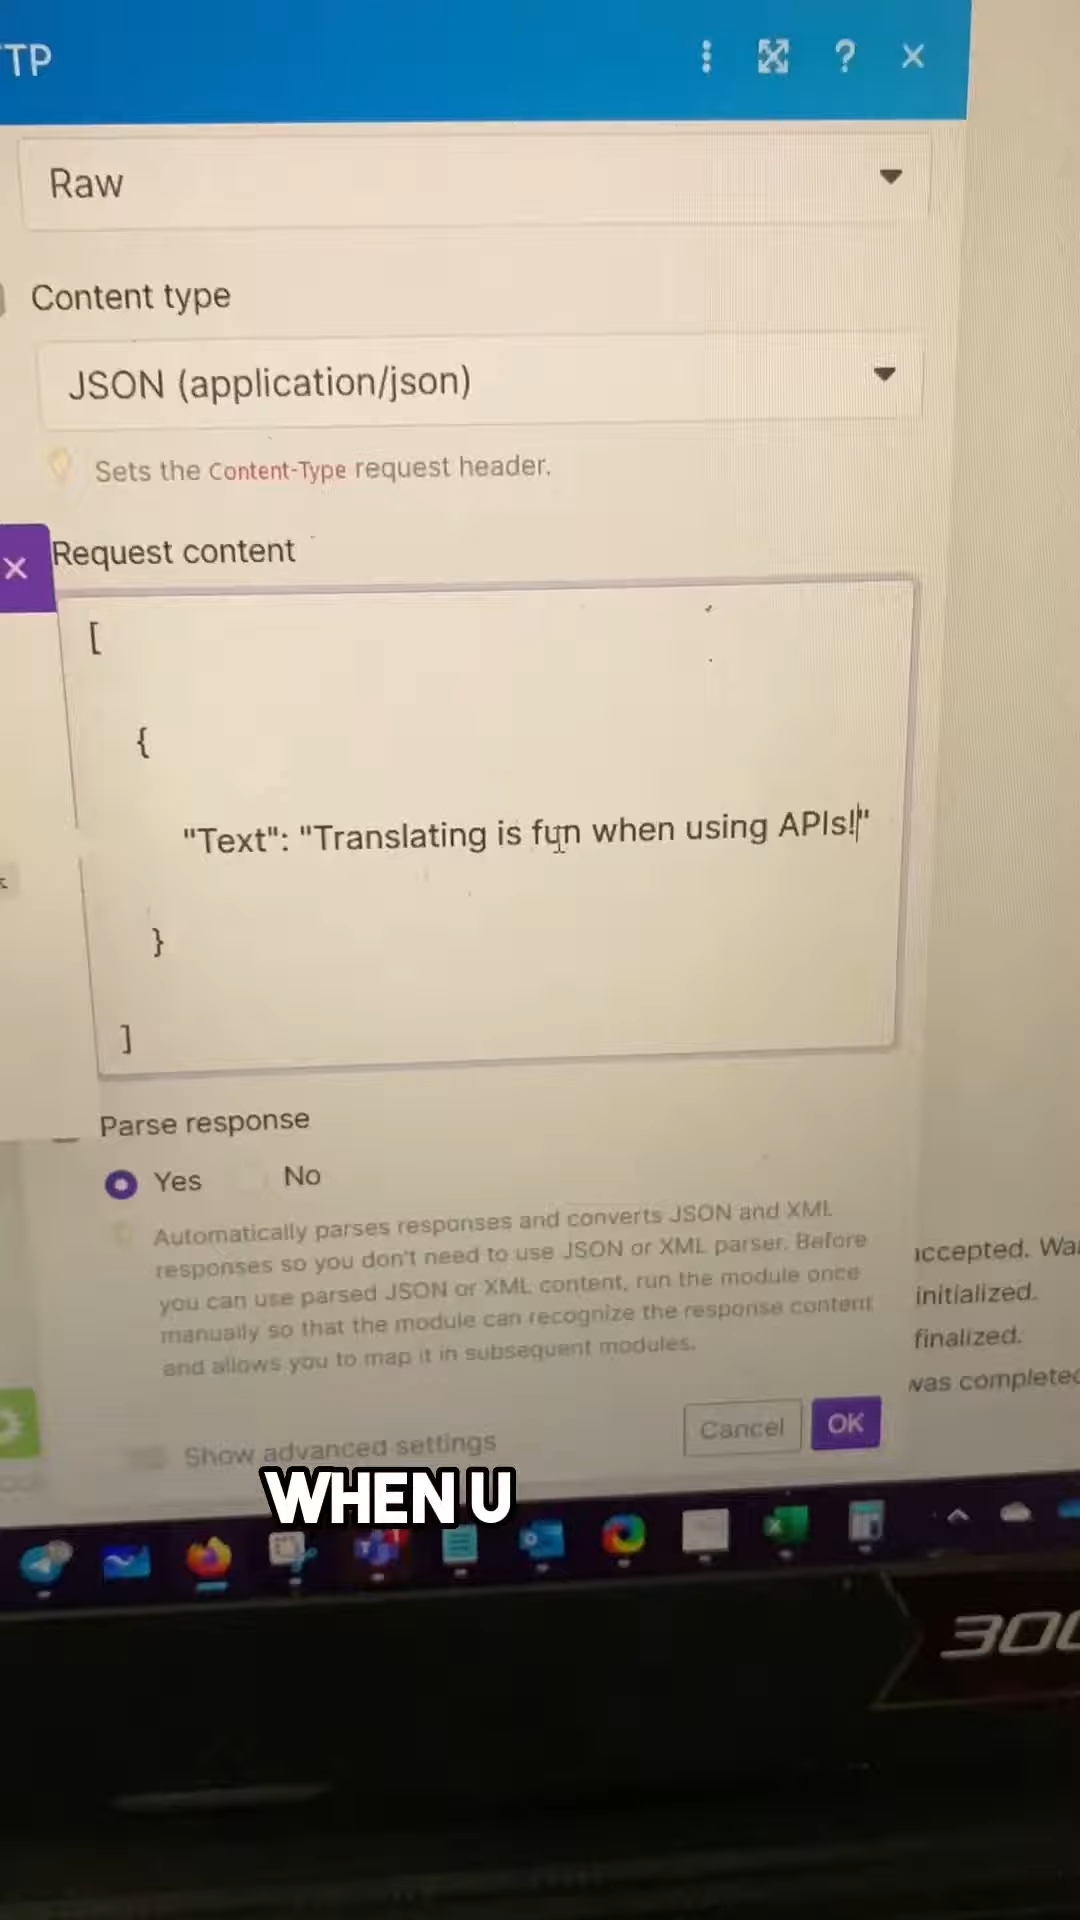 TP
?
Raw
Content type
JSON (application/json)
Sets the Content-Type request header.
Request content
[
{
"Text": "Translating is fun when using APIs!"
}
]
Parse response
Yes
No
Automatically parses responses and converts JSON and XML
responses so you don't need to use JSON or XML parser. Before
you can use parsed JSON or XML content, run the module once
manually so that the module can recognize the response content
and allows you to map it in subsequent modules.
accepted. Wa
initialized.
finalized.
was completed
Show advanced settings
Cancel
OK
WHEN U
300